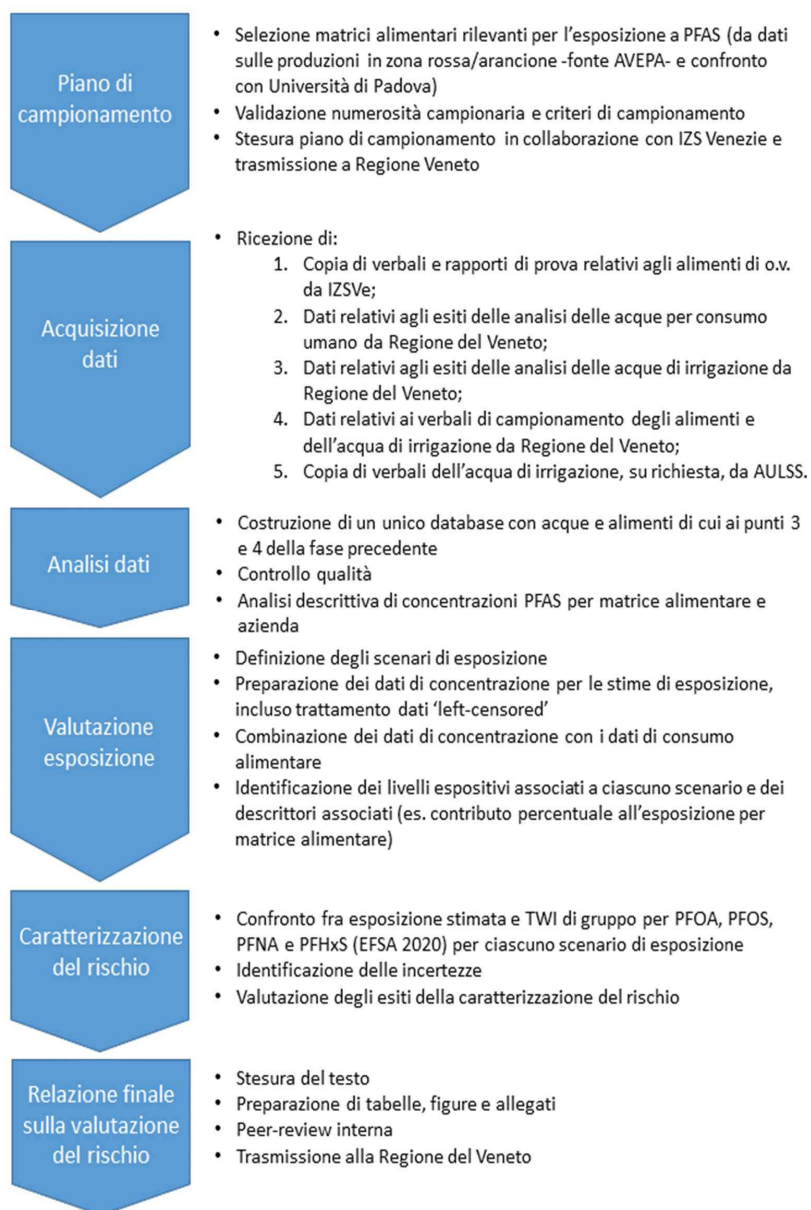 Piano di
campionamento
• Selezione matrici alimentari rilevanti per l'esposizione a PFAS (da dati
sulle produzioni in zona rossa/arancione -fonte AVEPA- e confronto
con Università di Padova)
• Validazione numerosità campionaria e criteri di campionamento
• Stesura piano di campionamento in collaborazione con IZS Venezie e
trasmissione a Regione Veneto
Acquisizione
dati
• Ricezione di:
1. Copia di verbali e rapporti di prova relativi agli alimenti di o.v.
da IZSVe;
2. Dati relativi agli esiti delle analisi delle acque per consumo
umano da Regione del Veneto;
3. Dati relativi agli esiti delle analisi delle acque di irrigazione da
Regione del Veneto;
4. Dati relativi ai verbali di campionamento degli alimenti e
dell'acqua di irrigazione da Regione del Veneto;
5. Copia di verbali dell'acqua di irrigazione, su richiesta, da AULSS.
Analisi dati
• Costruzione di un unico database con acque e alimenti di cui ai punti 3
e 4 della fase precedente
• Controllo qualità
• Analisi descrittiva di concentrazioni PFAS per matrice alimentare e
azienda
Valutazione
esposizione
• Definizione degli scenari di esposizione
• Preparazione dei dati di concentrazione per le stime di esposizione,
incluso trattamento dati 'left-censored'
• Combinazione dei dati di concentrazione con i dati di consumo
alimentare
• Identificazione dei livelli espositivi associati a ciascuno scenario e dei
descrittori associati (es. contributo percentuale all'esposizione per
matrice alimentare)
Caratterizzazione
del rischio
• Confronto fra esposizione stimata e TWI di gruppo per PFOA, PFOS,
PFNA e PFHxS (EFSA 2020) per ciascuno scenario di esposizione
• Identificazione delle incertezze
• Valutazione degli esiti della caratterizzazione del rischio
Relazione finale
sulla valutazione
del rischio
• Stesura del testo
• Preparazione di tabelle, figure e allegati
• Peer-review interna
• Trasmissione alla Regione del Veneto